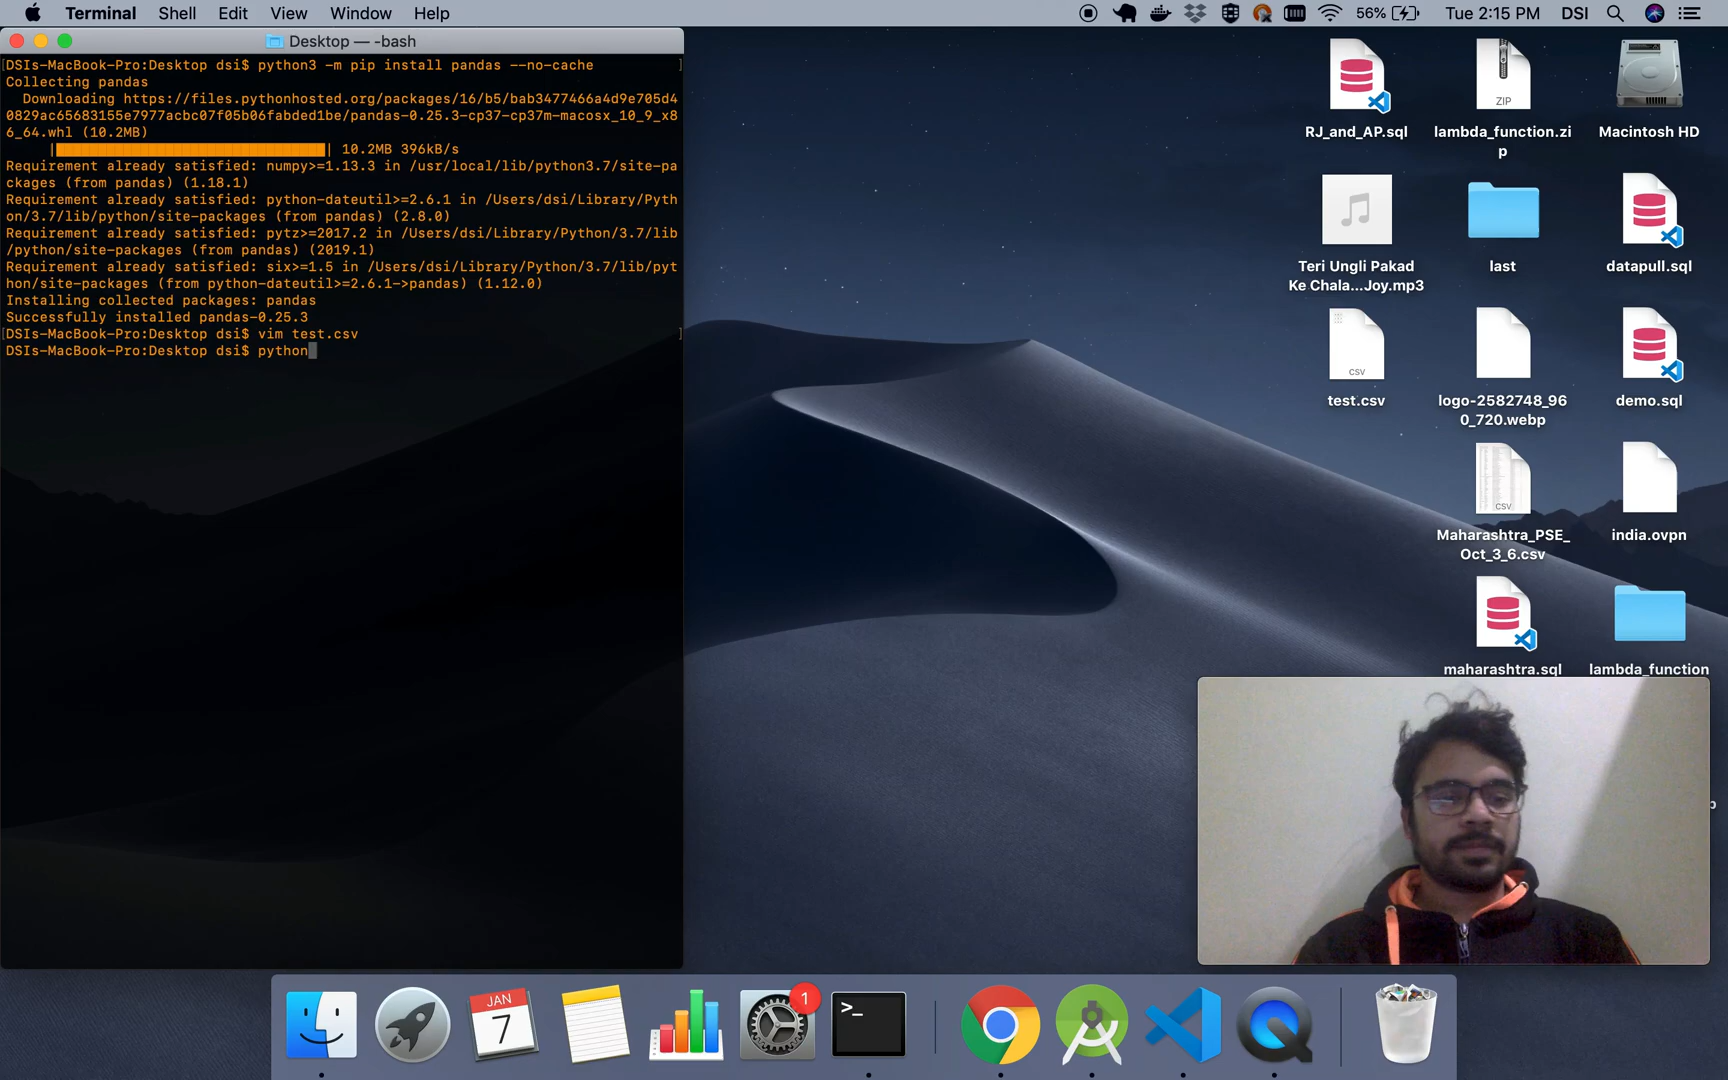 Terminal Shell Edit View Window Help
56% Tue 2:15 PM DSI
Desktop — -bash
[DSIs-MacBook-Pro:Desktop dsi$ python3 -m pip install pandas --no-cache ]
Collecting pandas
Downloading https://files.pythonhosted.org/packages/16/b5/bab3477466a4d9e705d4
0829ac65683155e7977acbc07f05b06fabded1be/pandas-0.25.3-cp37-cp37m-macosx_10_9_x8
6_64.whl (10.2MB)
| | 10.2MB 396kB/s
Requirement already satisfied: numpy>=1.13.3 in /usr/local/lib/python3.7/site-pa
ckages (from pandas) (1.18.1)
Requirement already satisfied: python-dateutil>=2.6.1 in /Users/dsi/Library/Pyth
on/3.7/lib/python/site-packages (from pandas) (2.8.0)
Requirement already satisfied: pytz>=2017.2 in /Users/dsi/Library/Python/3.7/lib
/python/site-packages (from pandas) (2019.1)
Requirement already satisfied: six>=1.5 in /Users/dsi/Library/Python/3.7/lib/pyt
hon/site-packages (from python-dateutil>=2.6.1->pandas) (1.12.0)
Installing collected packages: pandas
Successfully installed pandas-0.25.3
[DSIs-MacBook-Pro:Desktop dsi$ vim test.csv ]
DSIs-MacBook-Pro:Desktop dsi$ python
ZIP
RJ_and_AP.sql
lambda_function.zi
p
Macintosh HD
Teri Ungli Pakad
Ke Chala...Joy.mp3
last
datapull.sql
CSV
test.csv
logo-2582748_96
0_720.webp
demo.sql
CSV
Maharashtra_PSE_
Oct_3_6.csv
india.ovpn
maharashtra.sql
lambda_function
p
JAN
7
1
>_